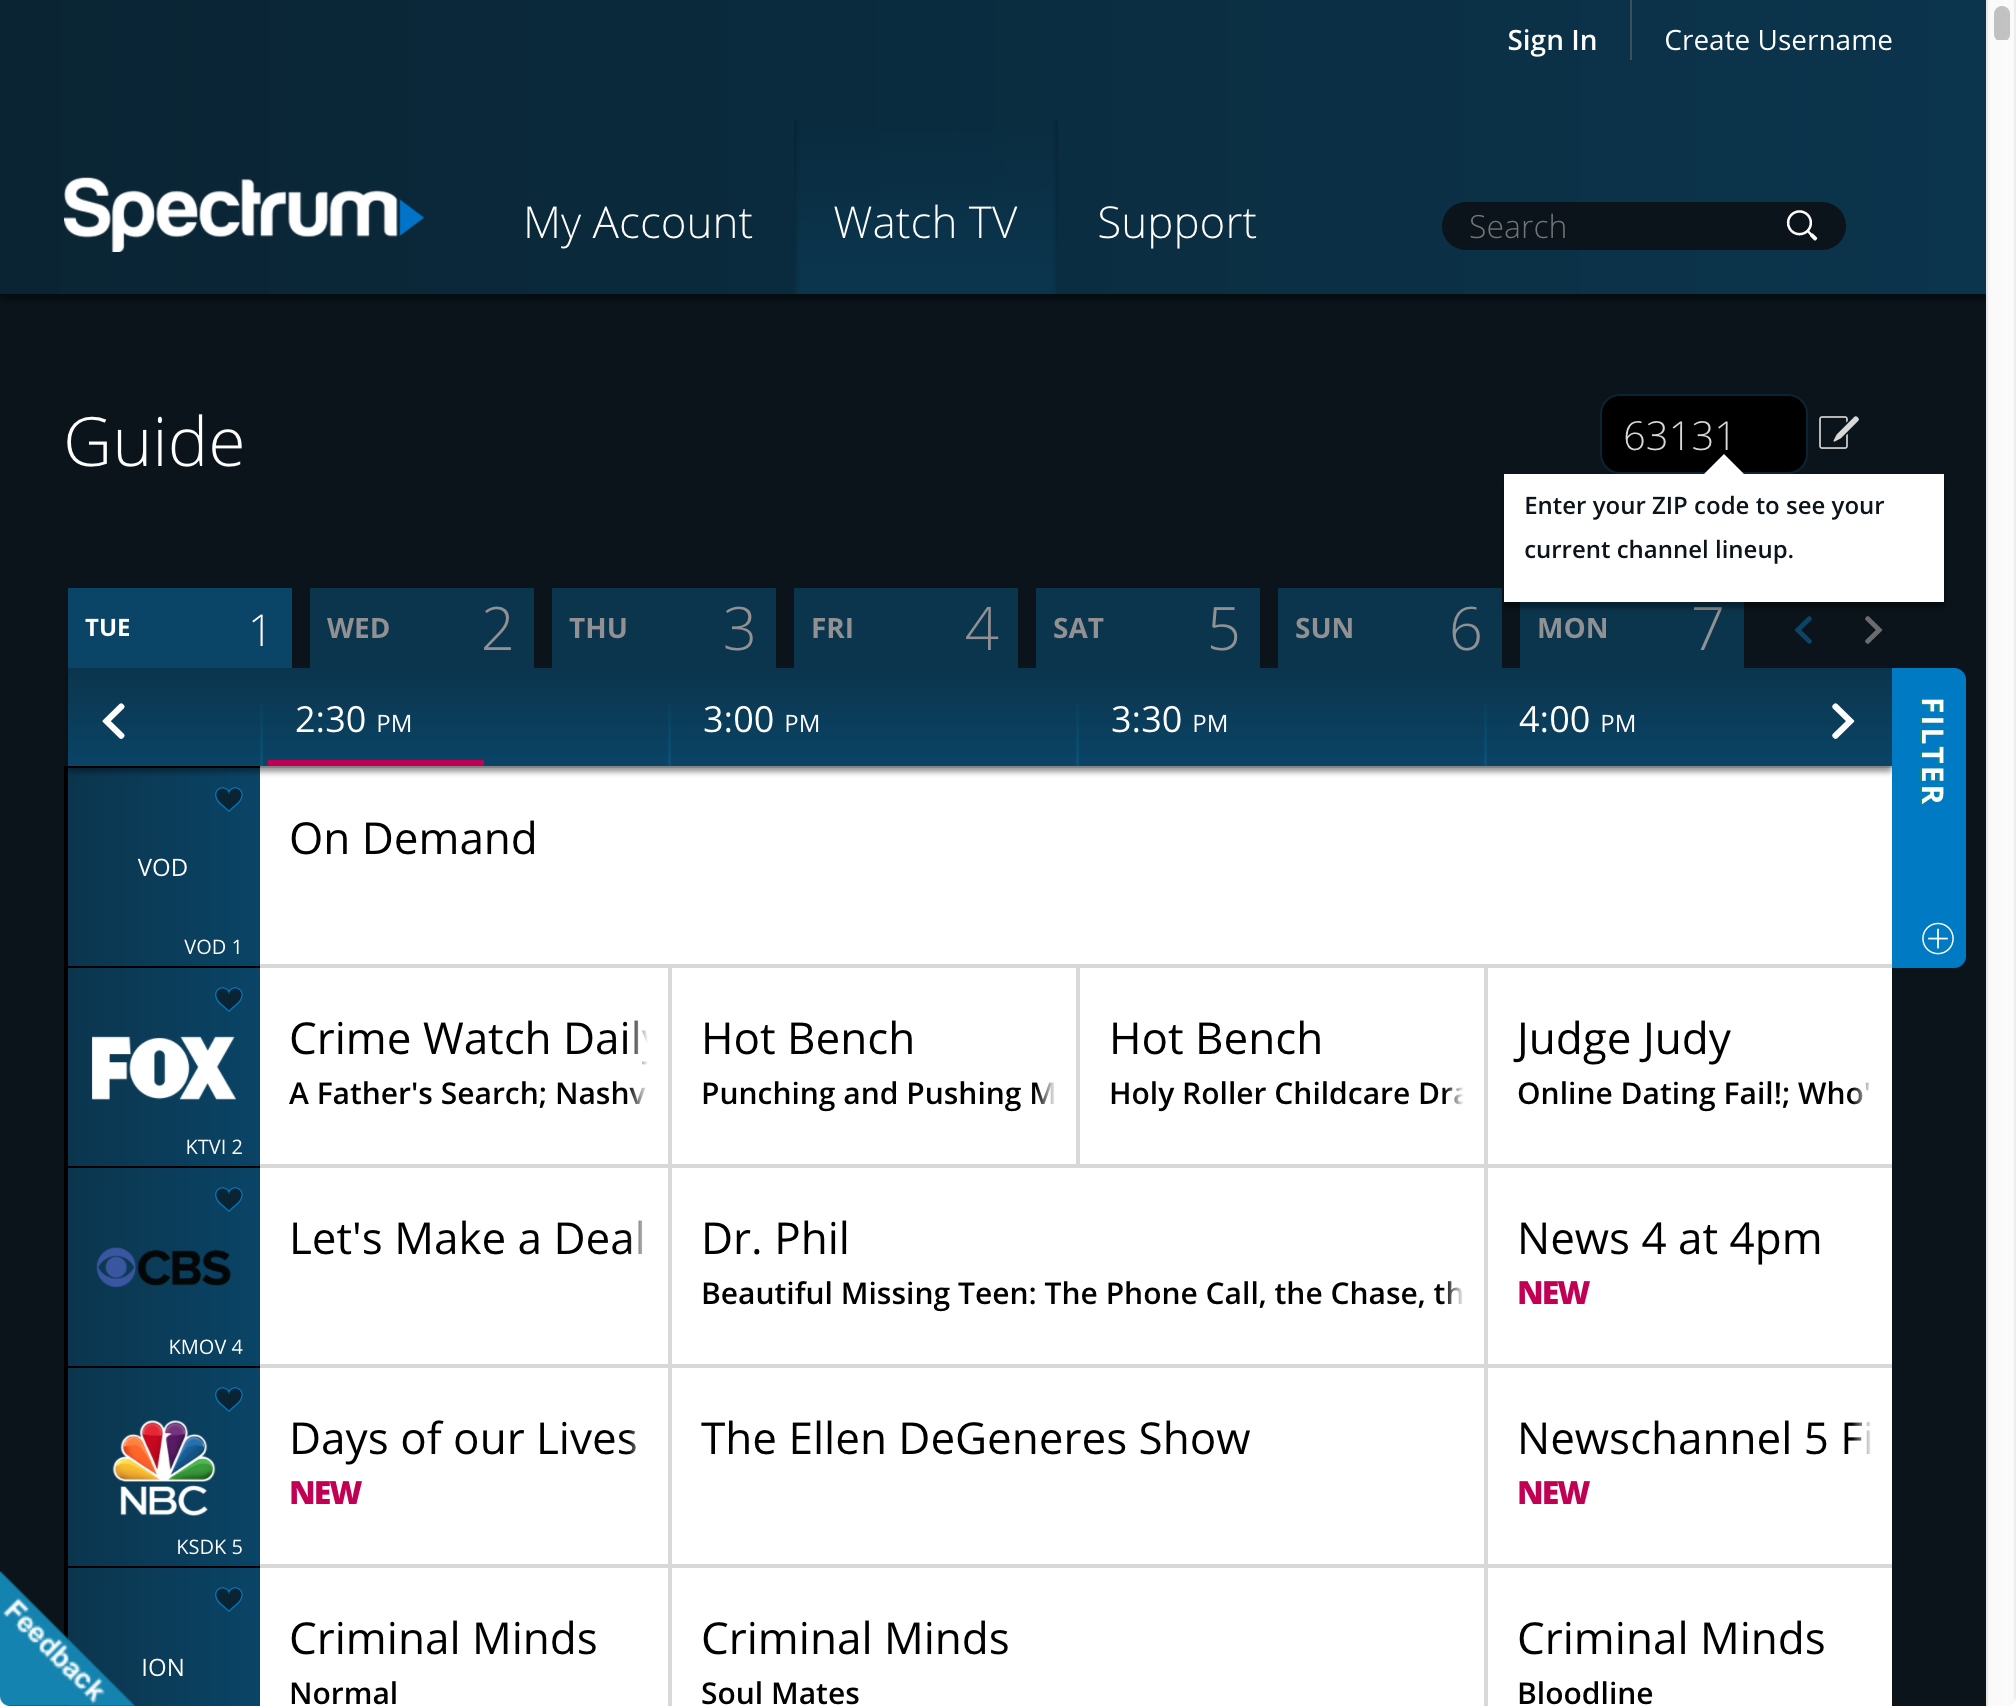 Sign In
Create Username
Spectrum
My Account
Watch TV
Support
Search
Guide
63131
Enter your ZIP code to see your
current channel lineup.
TUE 1
WED 2
THU 3
FRI 4
SAT 5
SUN 6
MON 7
2:30 PM
3:00 PM
3:30 PM
4:00 PM
FILTER
VOD
VOD 1
On Demand
FOX
KTVI 2
Crime Watch Daily
A Father's Search; Nashv
Hot Bench
Punching and Pushing M
Hot Bench
Holy Roller Childcare Dra
Judge Judy
Online Dating Fail!; Who'
CBS
KMOV 4
Let's Make a Deal
Dr. Phil
Beautiful Missing Teen: The Phone Call, the Chase, th
News 4 at 4pm
NEW
NBC
KSDK 5
Days of our Lives
NEW
The Ellen DeGeneres Show
Newschannel 5 Fi
NEW
ION
Criminal Minds
Normal
Criminal Minds
Soul Mates
Criminal Minds
Bloodline
Feedback